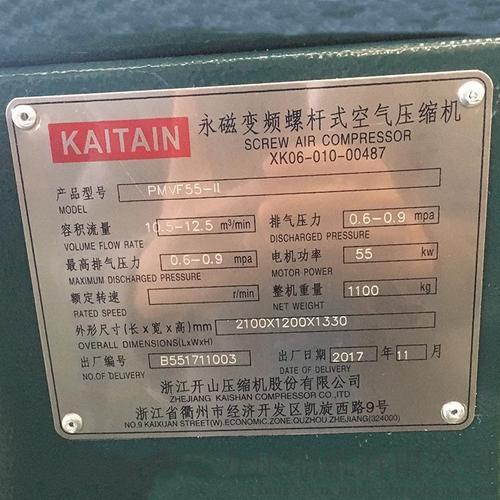 KAITAIN
永磁变频螺杆式空气压缩机
SCREW AIR COMPRESSOR
XK06-010-00487
产品型号 PMVF55-II
MODEL
容积流量 10.5-12.5 m³/min 排气压力 0.6-0.9 mpa
VOLUME FLOW RATE DISCHARGED PRESSURE
最高排气压力 0.6-0.9 mpa 电机功率 55 kw
MAXIMUM DISCHARGED PRESSURE MOTOR POWER
额定转速 r/min 整机重量 1100 kg
RATED SPEED NET WEIGHT
外形尺寸(长x宽x高)mm 2100X1200X1330
OVERALL DIMENSIONS(LxWxH)
出厂编号 B551711003 出厂日期 2017 年 11 月
NO.OF DELIVERY DATE OF DELIVERY
浙江开山压缩机股份有限公司
ZHEJIANG KAISHAN COMPRESSOR CO.,LTD
浙江省衢州市经济开发区凯旋西路9号
NO.9 KAIXUAN STREET(W).ECONOMIC.ZONE.QUZHOU.ZHEJIANG(324000)